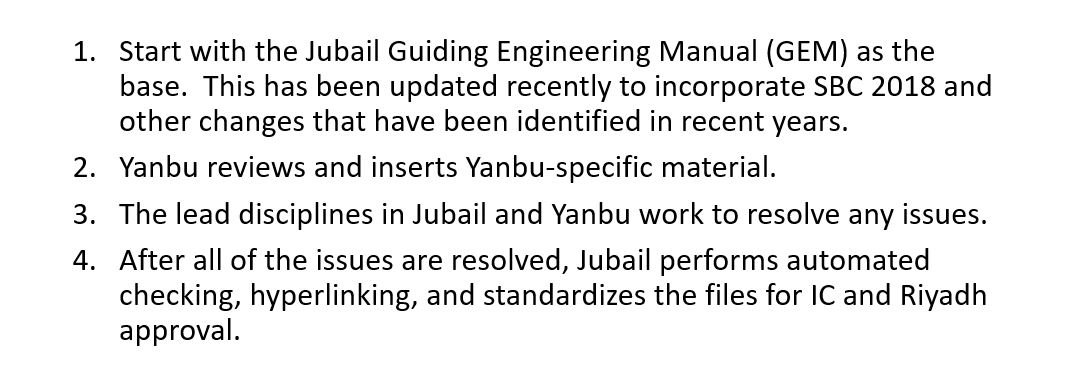 1. Start with the Jubail Guiding Engineering Manual (GEM) as the
base.  This has been updated recently to incorporate SBC 2018 and
other changes that have been identified in recent years.
2. Yanbu reviews and inserts Yanbu-specific material.
3. The lead disciplines in Jubail and Yanbu work to resolve any issues.
4. After all of the issues are resolved, Jubail performs automated
checking, hyperlinking, and standardizes the files for IC and Riyadh
approval.